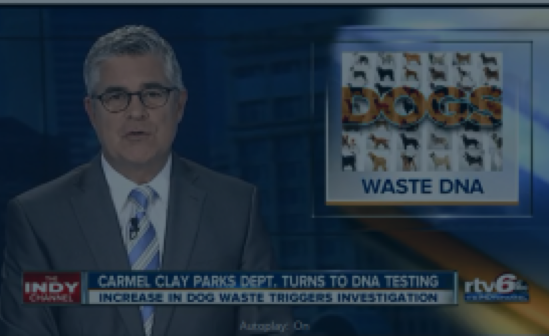 DOGS
WASTE DNA
THE
INDY
CHANNEL
CARMEL CLAY PARKS DEPT. TURNS TO DNA TESTING
INCREASE IN DOG WASTE TRIGGERS INVESTIGATION
rtv6
Autoplay: On